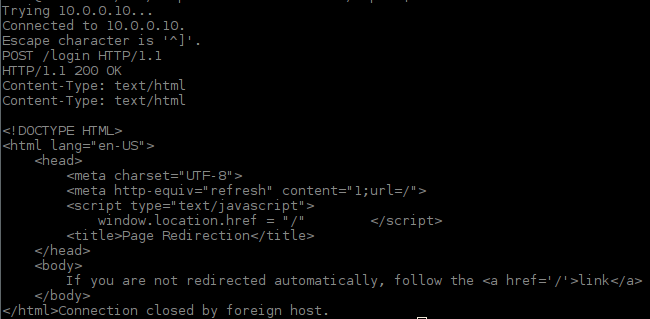 Trying 10.0.0.10...
Connected to 10.0.0.10.
Escape character is '^]'.
POST /login HTTP/1.1
HTTP/1.1 200 OK
Content-Type: text/html
Content-Type: text/html

<!DOCTYPE HTML>
<html lang="en-US">
    <head>
        <meta charset="UTF-8">
        <meta http-equiv="refresh" content="1;url=/">
        <script type="text/javascript">
            window.location.href = "/"        </script>
        <title>Page Redirection</title>
    </head>
    <body>
        If you are not redirected automatically, follow the <a href='/'>link</a>
    </body>
</html>Connection closed by foreign host.